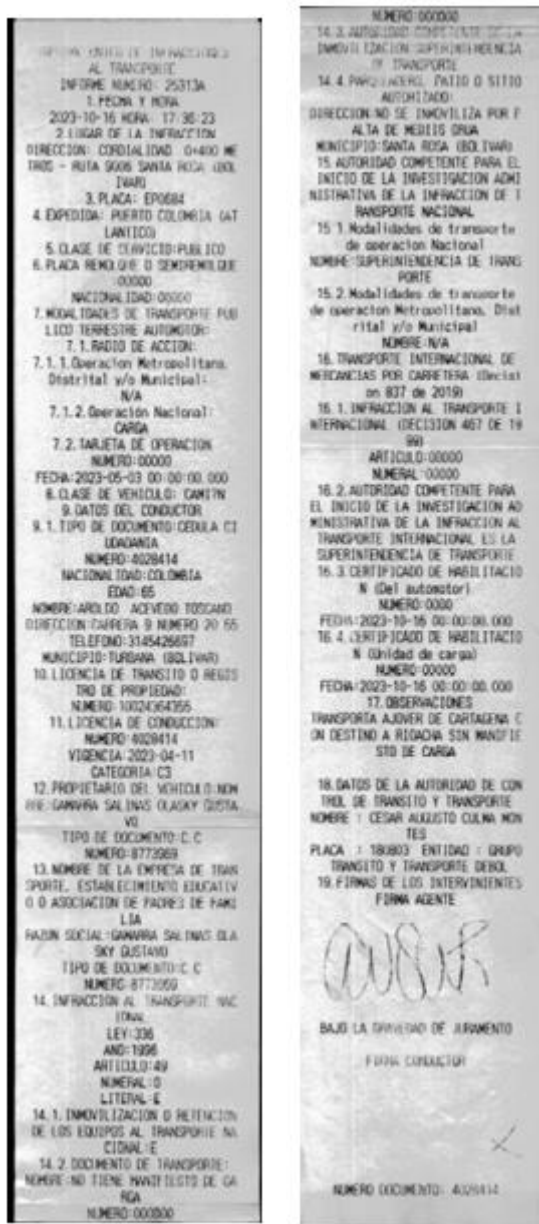 INFORME UNICO DE INFRACCIONES
AL TRANSPORTE
INFORME NUMERO: 25313A
1.FECHA Y HORA
2023-10-16 HORA: 17:36:23
2.LUGAR DE LA INFRACCION
DIRECCION: CORDIALIDAD 0+400 ME
TROS - RUTA 9006 SANTA ROSA (BOL
IVAR)
3.PLACA: EPO684
4.EXPEDIDA: PUERTO COLOMBIA (AT
LANTICO)
5.CLASE DE SERVICIO:PUBLICO
6.PLACA REMOLQUE O SEMIREMOLQUE
:00000
NACIONALIDAD:00000
7.MODALIDADES DE TRANSPORTE PUB
LICO TERRESTRE AUTOMOTOR:
7.1.RADIO DE ACCION:
7.1.1.Operacion Metropolitana,
Distrital y/o Municipal:
N/A
7.1.2.Operación Nacional:
CARGA
7.2.TARJETA DE OPERACION
NUMERO:00000
FECHA:2023-05-03 00:00:00.000
8.CLASE DE VEHICULO: CAMI?N
9.DATOS DEL CONDUCTOR
9.1.TIPO DE DOCUMENTO:CEDULA CI
UDADANIA
NUMERO:4028414
NACIONALIDAD:COLOMBIA
EDAD:65
NOMBRE:AROLDO ACEVEDO TOSCANO
DIRECCION:CARRERA 9 NUMERO 20 55
TELEFONO:3145426697
MUNICIPIO:TURBANA (BOLIVAR)
10.LICENCIA DE TRANSITO O REGIS
TRO DE PROPIEDAD:
NUMERO:10024364355
11.LICENCIA DE CONDUCCION:
NUMERO:4028414
VIGENCIA:2023-04-11
CATEGORIA:C3
12.PROPIETARIO DEL VEHICULO:NOM
BRE:GAMARRA SALINAS OLASKY GUSTA
VO
TIPO DE DOCUMENTO:C.C
NUMERO:8773969
13.NOMBRE DE LA EMPRESA DE TRAN
SPORTE, ESTABLECIMIENTO EDUCATIV
O O ASOCIACION DE PADRES DE FAMI
LIA
RAZON SOCIAL:GAMARRA SALINAS OLA
SKY GUSTAVO
TIPO DE DOCUMENTO:C.C
NUMERO:8773969
14.INFRACCION AL TRANSPORTE NAC
IONAL
LEY:336
ANO:1996
ARTICULO:49
NUMERAL:0
LITERAL:E
14.1.INMOVILIZACION O RETENCION
DE LOS EQUIPOS AL TRANSPORTE NA
CIONAL:E
14.2.DOCUMENTO DE TRANSPORTE:
NOMBRE:NO TIENE MANIFIESTO DE CA
RGA
NUMERO:000000
NUMERO:000000
14.3.AUTORIDAD COMPETENTE DE LA
INMOVILIZACION:SUPERINTENDENCIA
DE TRANSPORTE
14.4.PARQUEADERO, PATIO O SITIO
AUTORIZADO:
DIRECCION:NO SE INMOVILIZA POR F
ALTA DE MEDIIS GRUA
MUNICIPIO:SANTA ROSA (BOLIVAR)
15.AUTORIDAD COMPETENTE PARA EL
INICIO DE LA INVESTIGACION ADMI
NISTRATIVA DE LA INFRACCION DE T
RANSPORTE NACIONAL
15.1.Modalidades de transporte
de operacion Nacional
NOMBRE:SUPERINTENDENCIA DE TRANS
PORTE
15.2.Modalidades de transporte
de operacion Metropolitana, Dist
rital y/o Municipal
NOMBRE:N/A
16.TRANSPORTE INTERNACIONAL DE
MERCANCIAS POR CARRETERA (Decisi
on 837 de 2019)
16.1.INFRACCION AL TRANSPORTE I
NTERNACIONAL (DECISION 467 DE 19
99)
ARTICULO:00000
NUMERAL:00000
16.2.AUTORIDAD COMPETENTE PARA
EL INICIO DE LA INVESTIGACION AD
MINISTRATIVA DE LA INFRACCION AL
TRANSPORTE INTERNACIONAL ES LA
SUPERINTENDENCIA DE TRANSPORTE
16.3.CERTIFICADO DE HABILITACIO
N (Del automotor)
NUMERO:0000
FECHA:2023-10-16 00:00:00.000
16.4.CERTIFICADO DE HABILITACIO
N (Unidad de carga)
NUMERO:00000
FECHA:2023-10-16 00:00:00.000
17.OBSERVACIONES
TRANSPORTA AJOVER DE CARTAGENA C
ON DESTINO A RIOACHA SIN MANIFIE
STO DE CARGA
18.DATOS DE LA AUTORIDAD DE CON
TROL DE TRANSITO Y TRANSPORTE
NOMBRE : CESAR AUGUSTO CULMA MON
TES
PLACA : 180803 ENTIDAD : GRUPO
TRANSITO Y TRANSPORTE DEBOL
19.FIRMAS DE LOS INTERVINIENTES
FIRMA AGENTE
BAJO LA GRAVEDAD DE JURAMENTO
FIRMA CONDUCTOR
X
NUMERO DOCUMENTO: 4028414